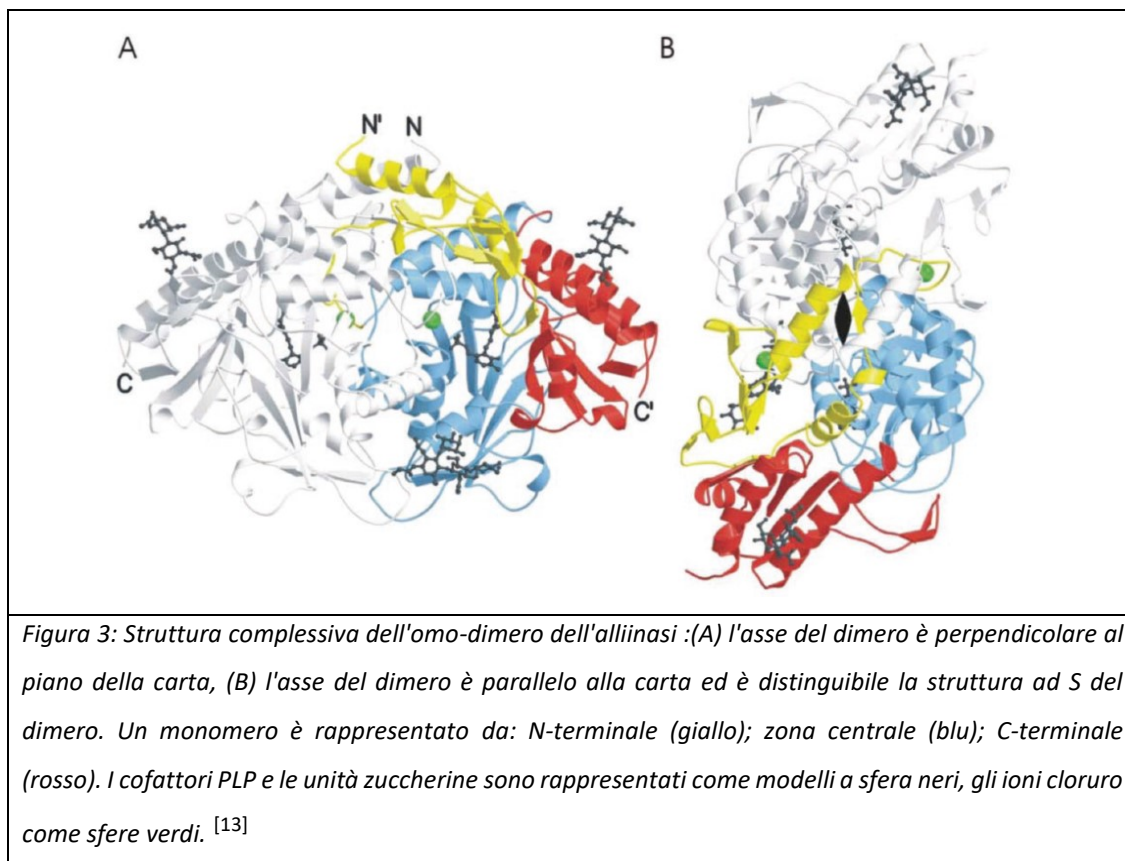 A
B
N' N
C
C'
Figura 3: Struttura complessiva dell'omo-dimero dell'alliinasi :(A) l'asse del dimero è perpendicolare al
piano della carta, (B) l'asse del dimero è parallelo alla carta ed è distinguibile la struttura ad S del
dimero. Un monomero è rappresentato da: N-terminale (giallo); zona centrale (blu); C-terminale
(rosso). I cofattori PLP e le unità zuccherine sono rappresentati come modelli a sfera neri, gli ioni cloruro
come sfere verdi. [13]